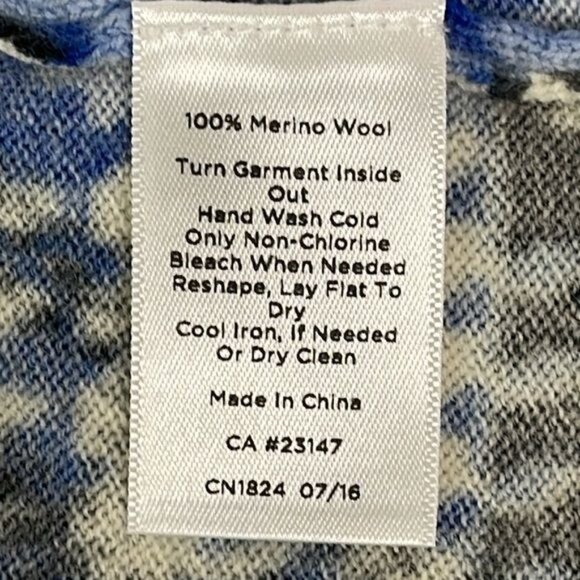 100% Merino Wool
Turn Garment Inside
Out
Hand Wash Cold
Only Non-Chlorine
Bleach When Needed
Reshape, Lay Flat To
Dry
Cool Iron, If Needed
Or Dry Clean
Made In China
CA #23147
CN1824 07/16